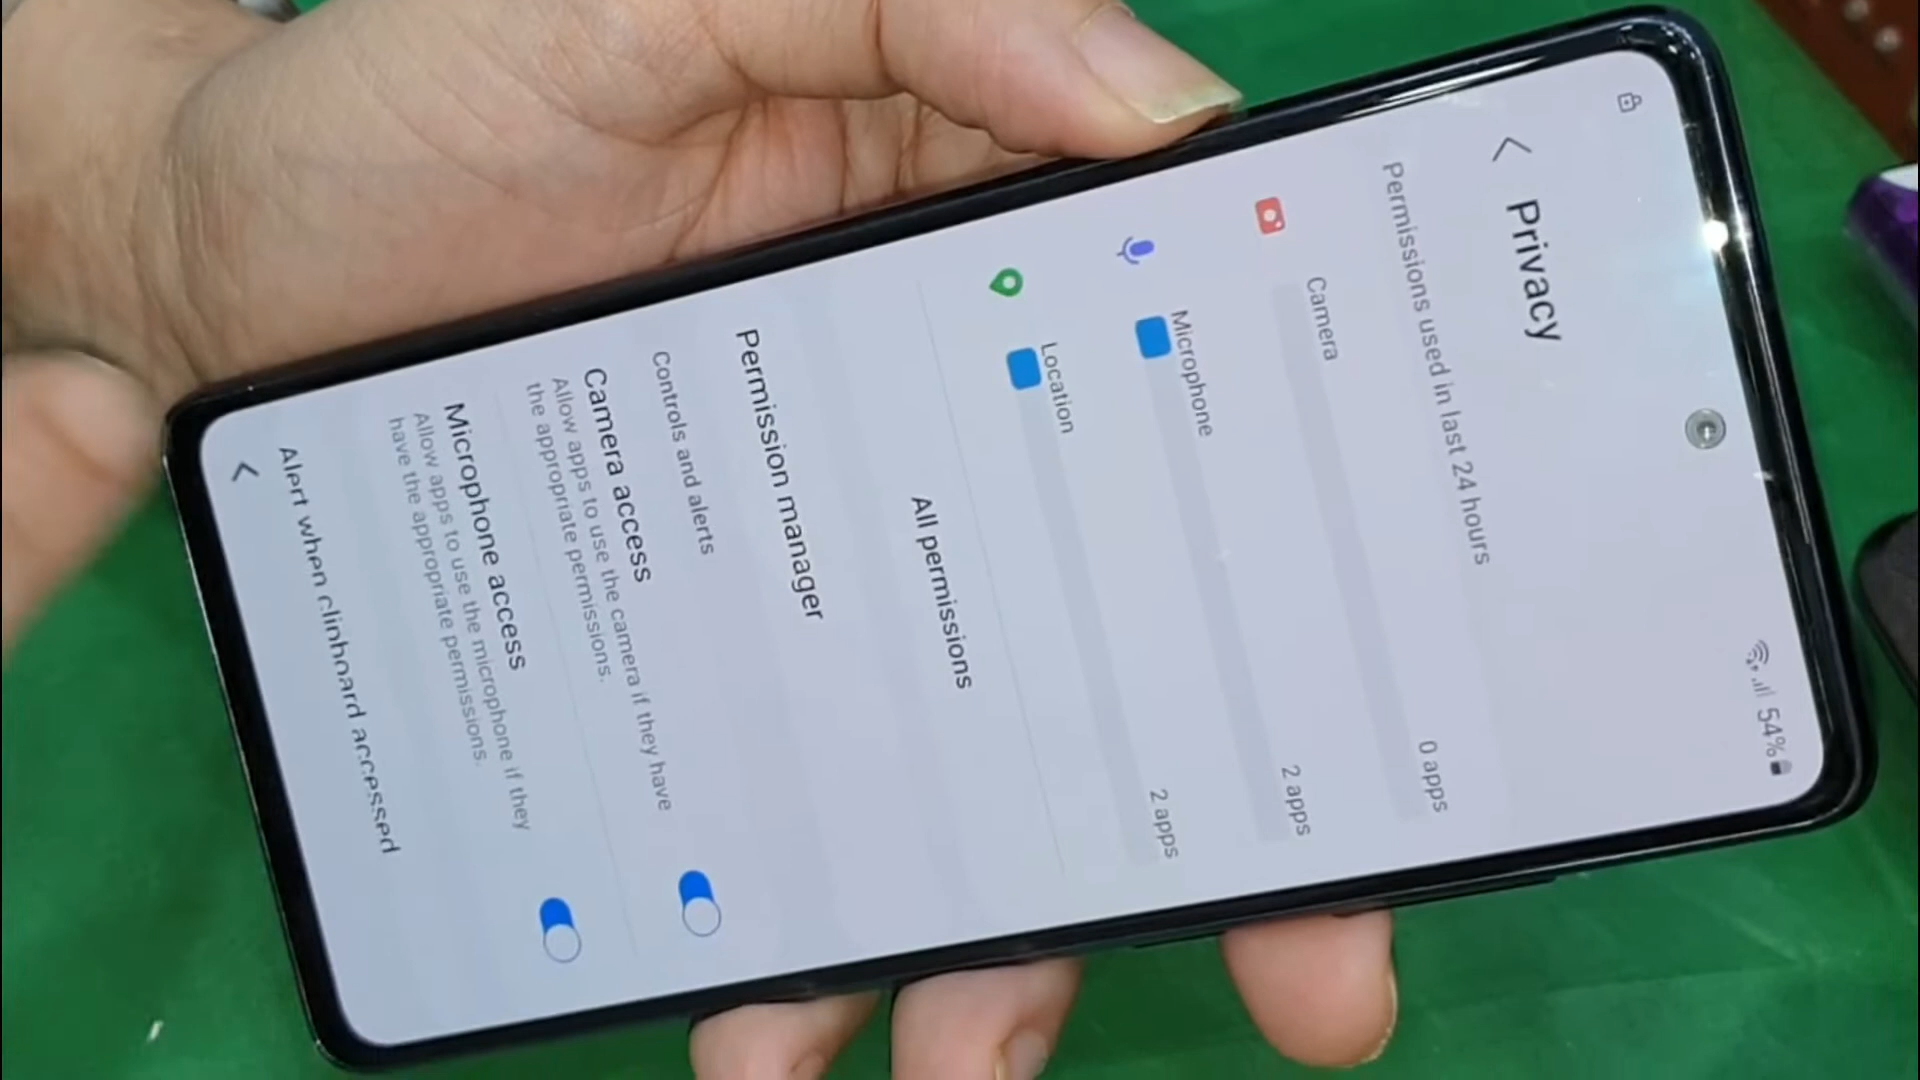 54%
Privacy
Permissions used in last 24 hours
Camera
0 apps
Microphone
2 apps
Location
2 apps
All permissions
Permission manager
Controls and alerts
Camera access
Allow apps to use the camera if they have
the appropriate permissions.
Microphone access
Allow apps to use the microphone if they
have the appropriate permissions.
Alert when clipboard accessed